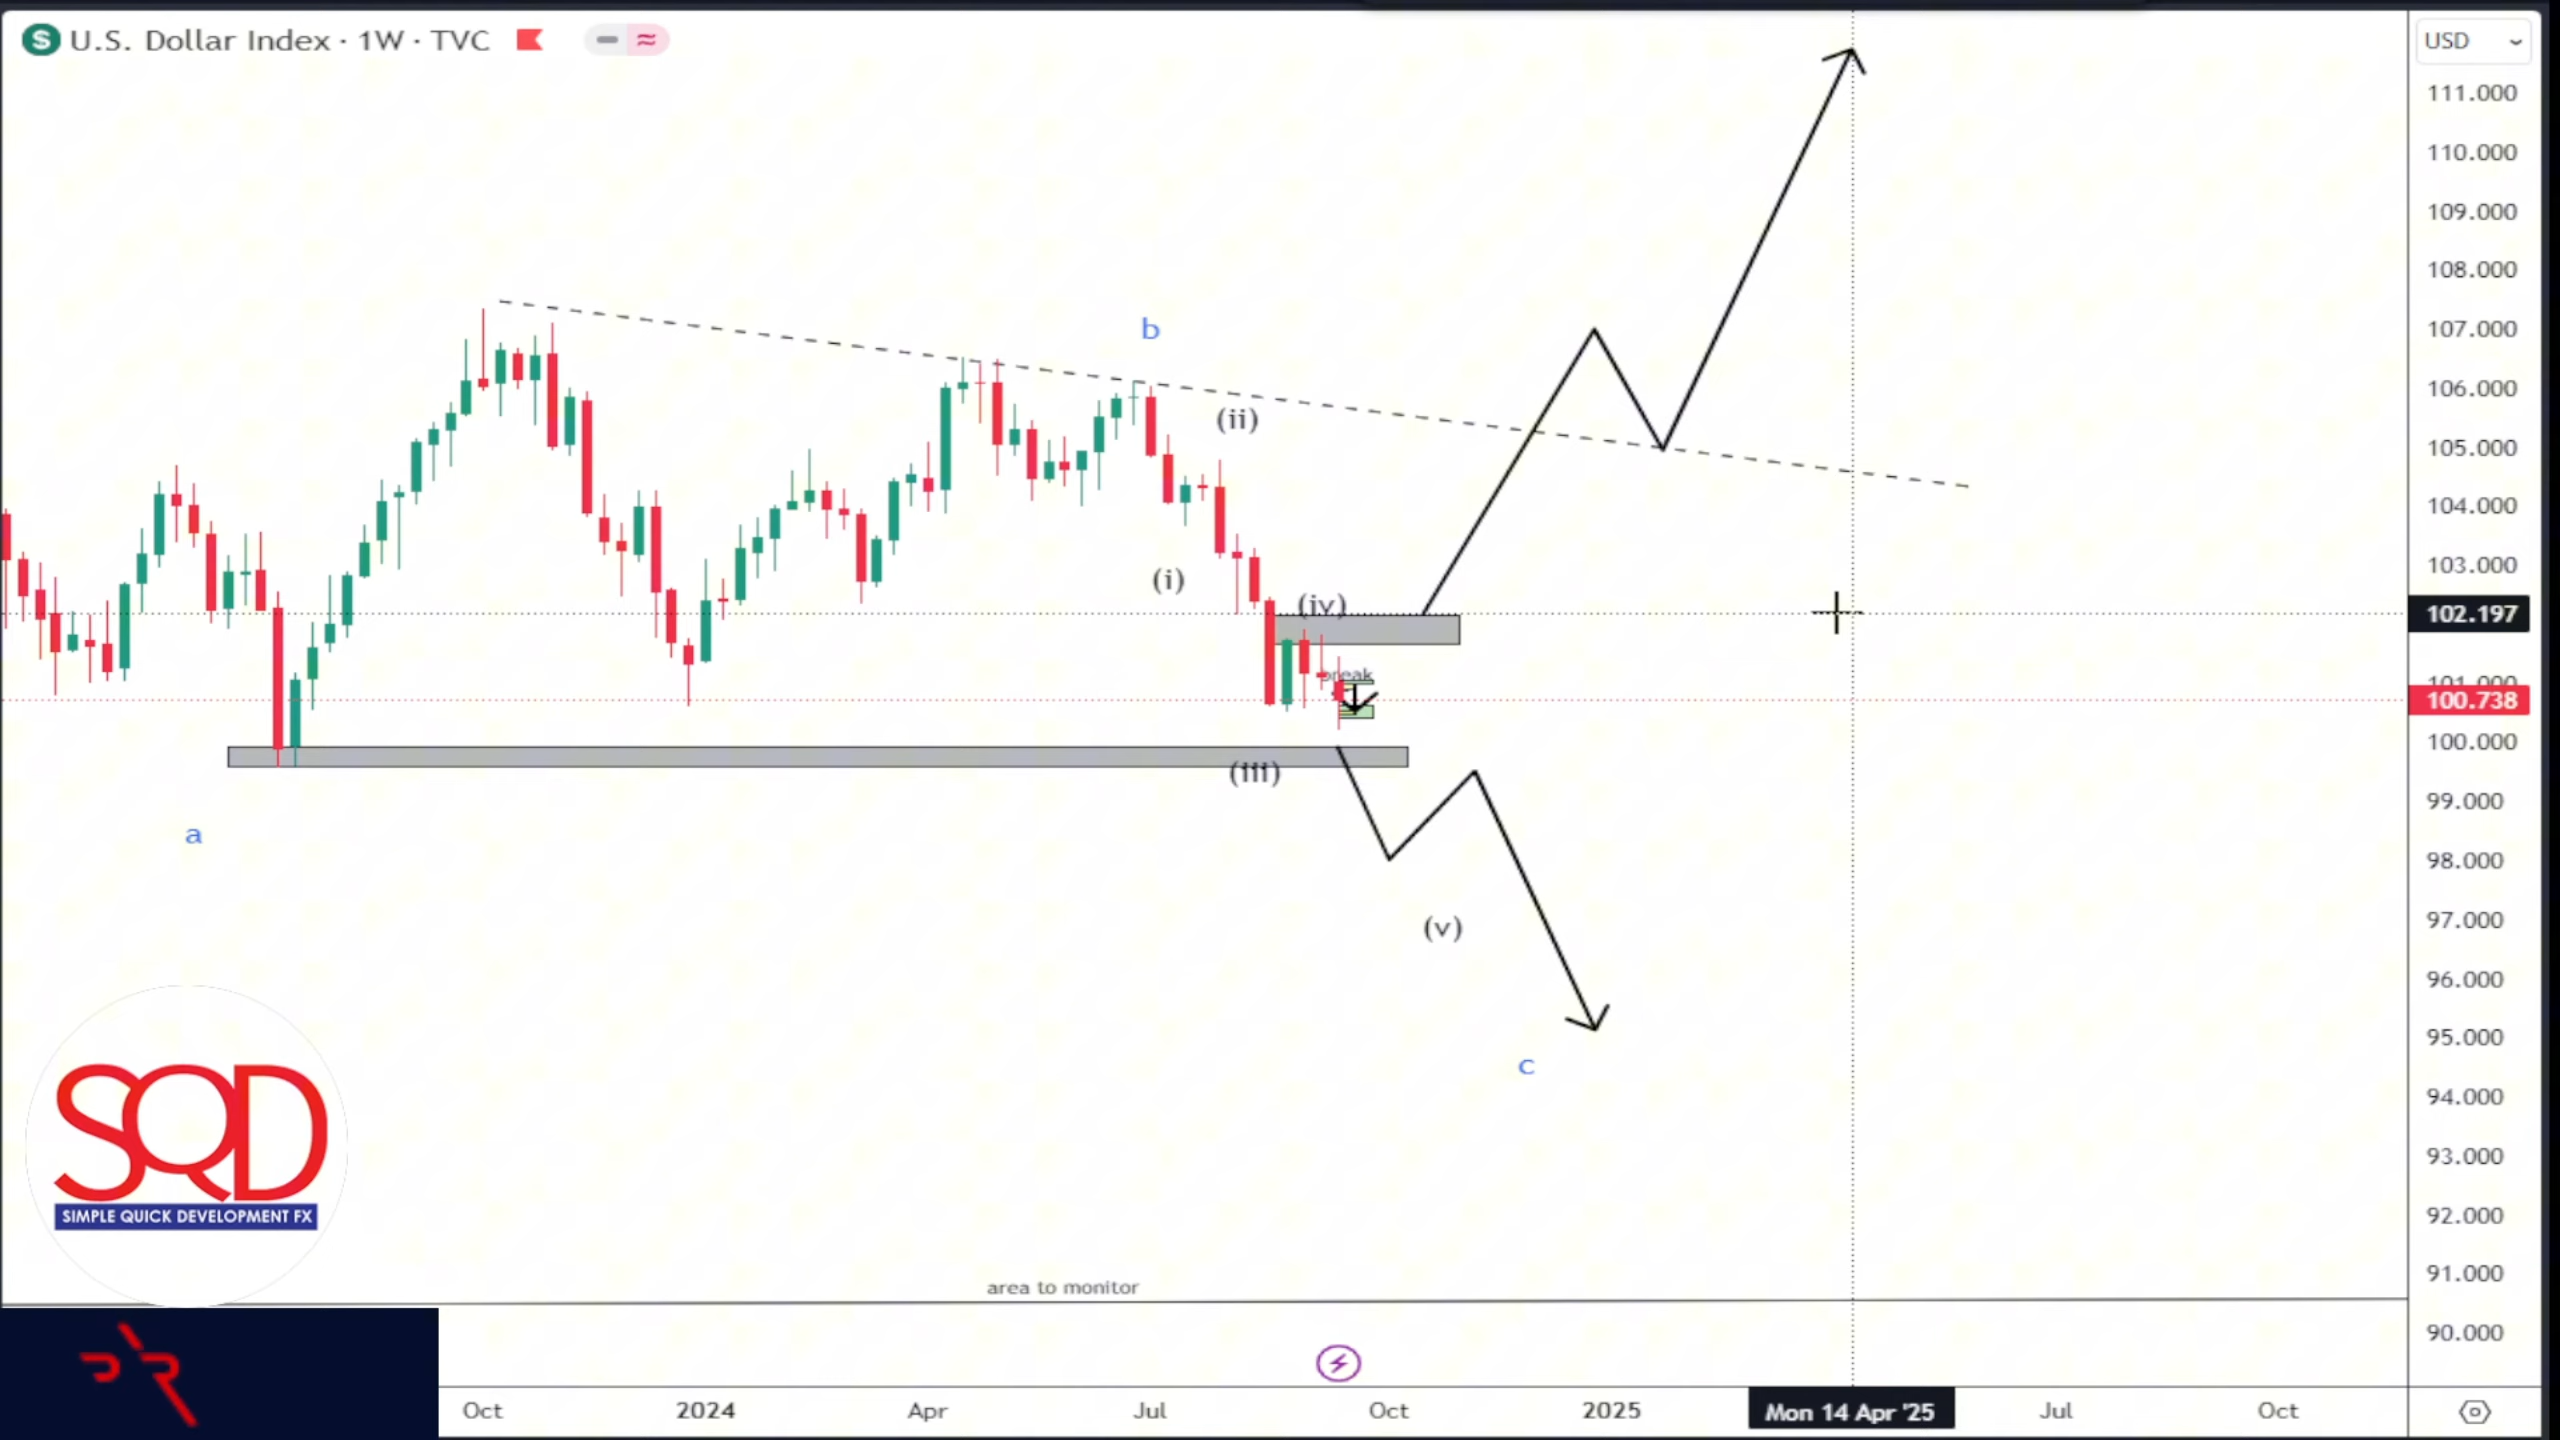 S U.S. Dollar Index · 1W · TVC
USD
111.000
110.000
109.000
108.000
107.000
106.000
105.000
104.000
103.000
102.197
101.000
100.738
100.000
99.000
98.000
97.000
96.000
95.000
94.000
93.000
92.000
91.000
90.000
b
(ii)
(i)
(iv)
break
(iii)
a
(v)
c
SQD
SIMPLE QUICK DEVELOPMENT FX
area to monitor
Oct
2024
Apr
Jul
Oct
2025
Mon 14 Apr '25
Jul
Oct